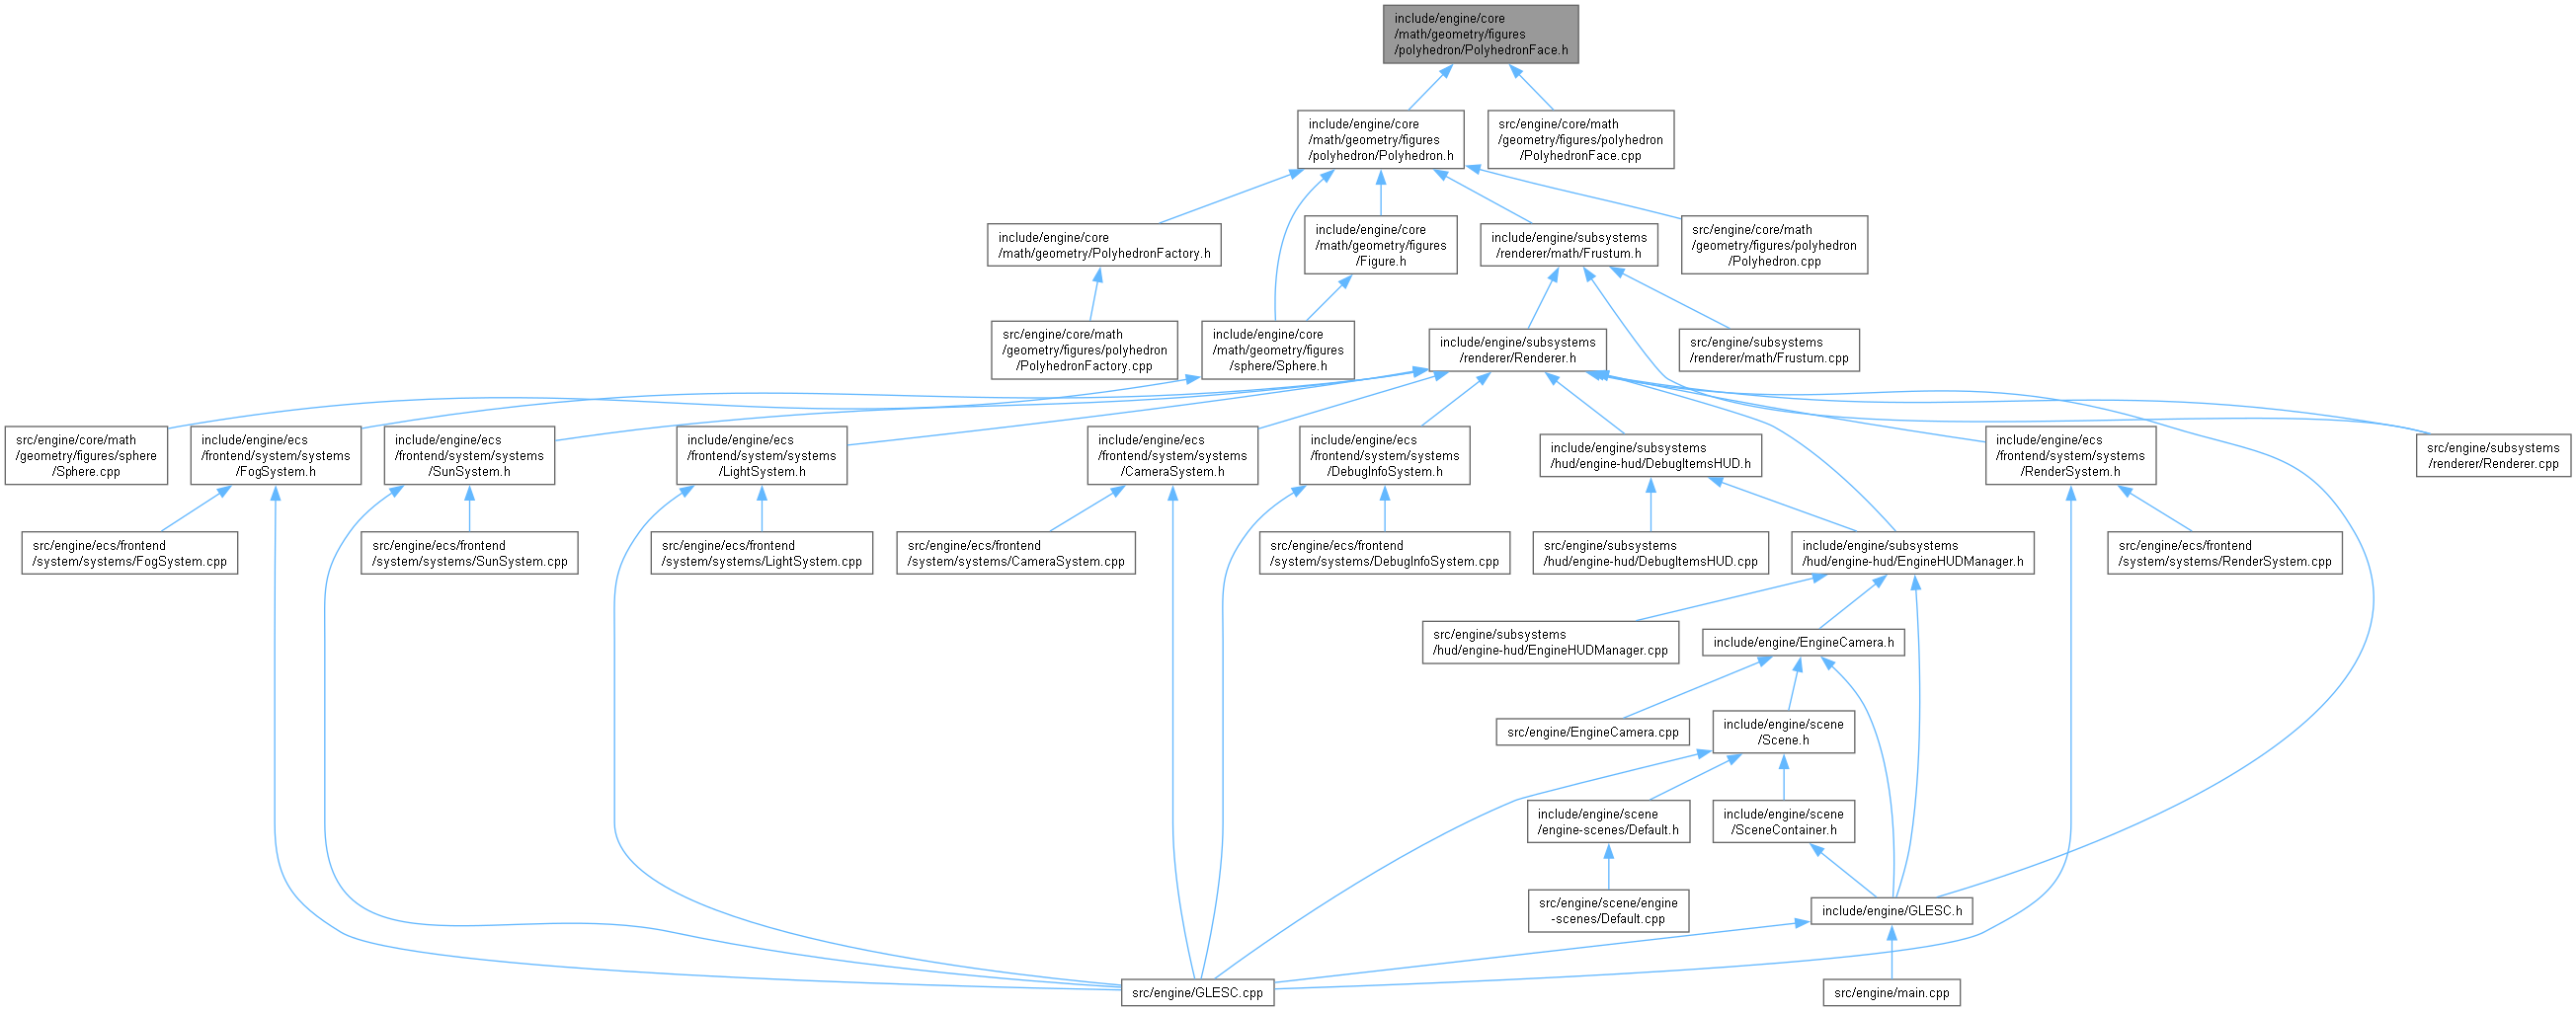 include/engine/core
/math/geometry/figures
/polyhedron/PolyhedronFace.h
include/engine/core
/math/geometry/figures
/polyhedron/Polyhedron.h
src/engine/core/math
/geometry/figures/polyhedron
/PolyhedronFace.cpp
include/engine/core
/math/geometry/PolyhedronFactory.h
include/engine/core
/math/geometry/figures
/Figure.h
include/engine/subsystems
/renderer/math/Frustum.h
src/engine/core/math
/geometry/figures/polyhedron
/Polyhedron.cpp
src/engine/core/math
/geometry/figures/polyhedron
/PolyhedronFactory.cpp
include/engine/core
/math/geometry/figures
/sphere/Sphere.h
include/engine/subsystems
/renderer/Renderer.h
src/engine/subsystems
/renderer/math/Frustum.cpp
src/engine/core/math
/geometry/figures/sphere
/Sphere.cpp
include/engine/ecs
/frontend/system/systems
/FogSystem.h
include/engine/ecs
/frontend/system/systems
/SunSystem.h
include/engine/ecs
/frontend/system/systems
/LightSystem.h
include/engine/ecs
/frontend/system/systems
/CameraSystem.h
include/engine/ecs
/frontend/system/systems
/DebugInfoSystem.h
include/engine/subsystems
/hud/engine-hud/DebugItemsHUD.h
include/engine/ecs
/frontend/system/systems
/RenderSystem.h
src/engine/subsystems
/renderer/Renderer.cpp
src/engine/ecs/frontend
/system/systems/FogSystem.cpp
src/engine/ecs/frontend
/system/systems/SunSystem.cpp
src/engine/ecs/frontend
/system/systems/LightSystem.cpp
src/engine/ecs/frontend
/system/systems/CameraSystem.cpp
src/engine/ecs/frontend
/system/systems/DebugInfoSystem.cpp
src/engine/subsystems
/hud/engine-hud/DebugItemsHUD.cpp
include/engine/subsystems
/hud/engine-hud/EngineHUDManager.h
src/engine/ecs/frontend
/system/systems/RenderSystem.cpp
src/engine/subsystems
/hud/engine-hud/EngineHUDManager.cpp
include/engine/EngineCamera.h
src/engine/EngineCamera.cpp
include/engine/scene
/Scene.h
include/engine/scene
/engine-scenes/Default.h
include/engine/scene
/SceneContainer.h
src/engine/scene/engine
-scenes/Default.cpp
include/engine/GLESC.h
src/engine/GLESC.cpp
src/engine/main.cpp